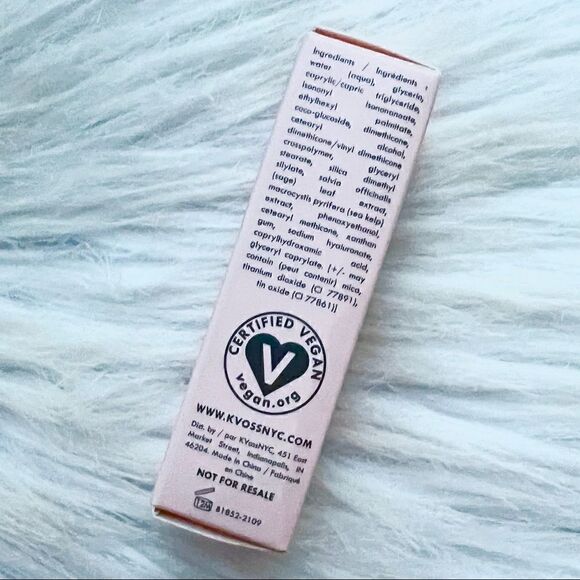 Ingredients / Ingrédients :
water (aqua), glycerin,
caprylic/capric triglyceride,
isononyl isononanoate,
ethylhexyl palmitate,
coco-glucoside, dimethicone,
cetearyl alcohol,
dimethicone/vinyl dimethicone
crosspolymer, glyceryl
stearate, silica dimethyl
silylate, salvia officinalis
(sage) leaf extract,
macrocystis pyrifera (sea kelp)
extract, phenoxyethanol,
cetearyl methicone, xanthan
gum, sodium hyaluronate,
caprylhydroxamic acid,
glyceryl caprylate. [+/- may
contain (peut contenir) mica,
titanium dioxide (CI 77891),
tin oxide (CI 77861)]
CERTIFIED VEGAN
V
vegan.org
WWW.KVOSSNYC.COM
Dist. by / par KVossNYC, 451 East
Market Street, Indianapolis, IN
46204. Made in China / Fabriqué
en Chine
NOT FOR RESALE
12M 81852-2109